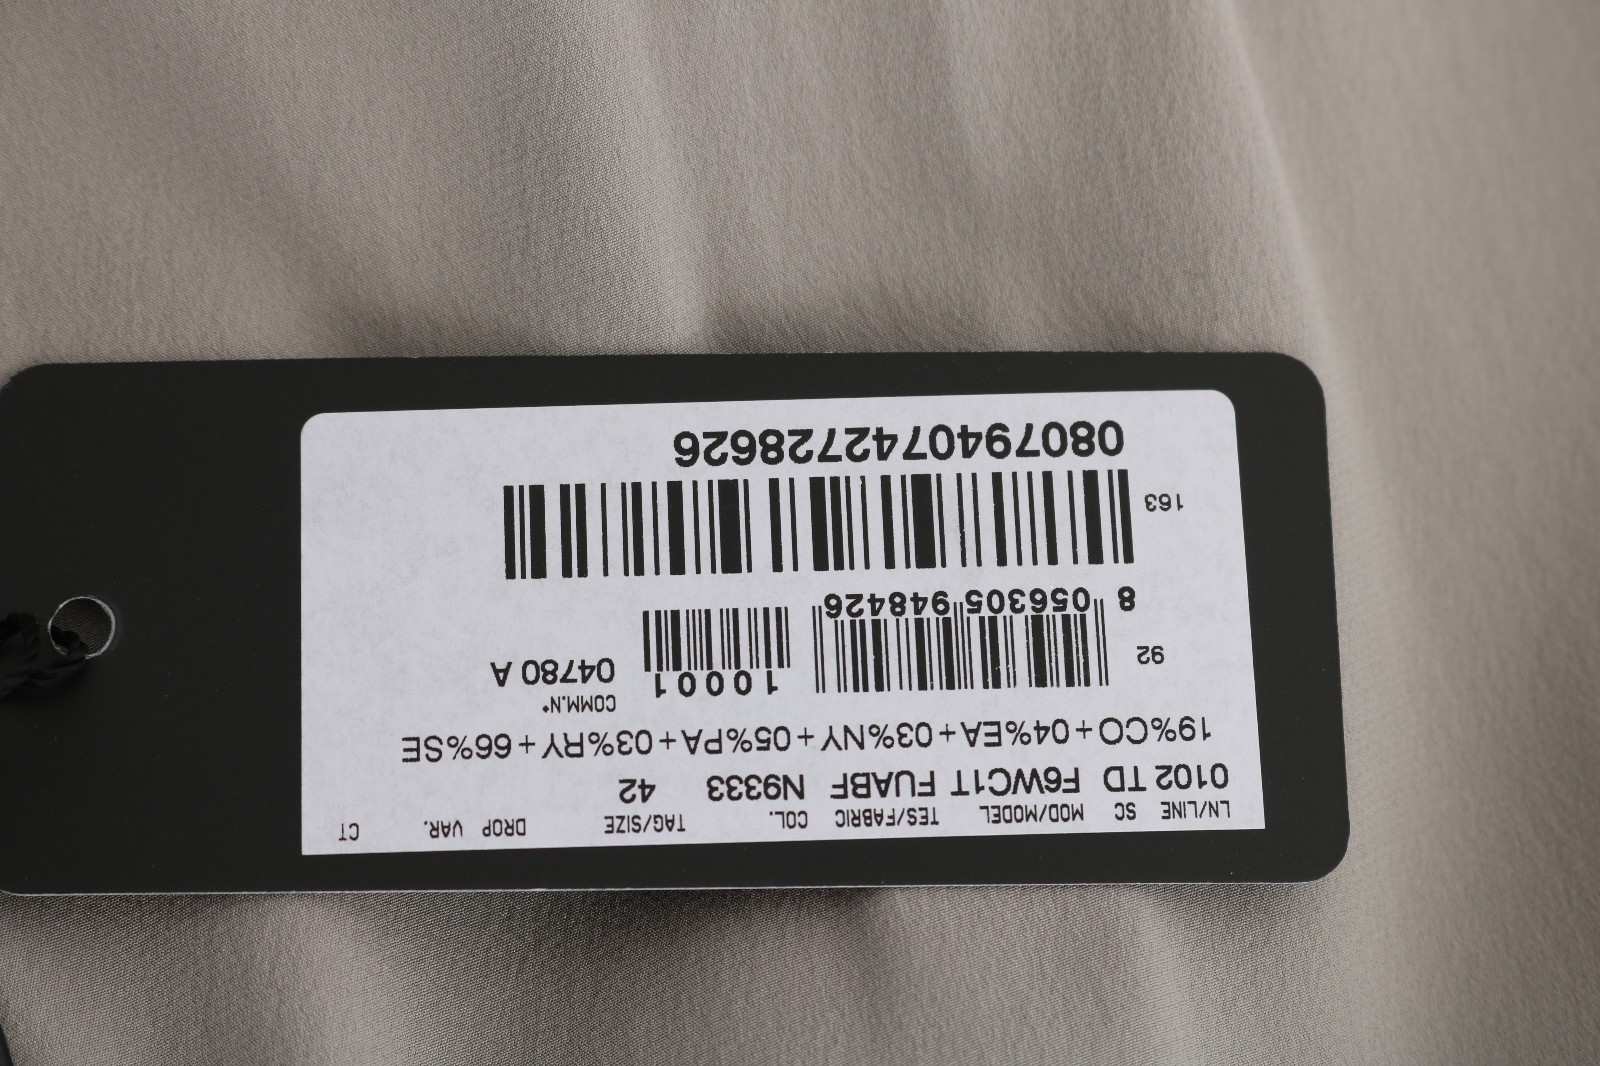 LN/LINE SC MOD/MODEL TES/FABRIC COL. TAG/SIZE DROP VAR. CT
0102 TD F6WC1T FUABF N9333 42
19%CO+04%EA+03%NY+05%PA+03%RY+66%SE
COMM.N°
92 10001 04780 A
8 056305 948426
163
08079407427728626